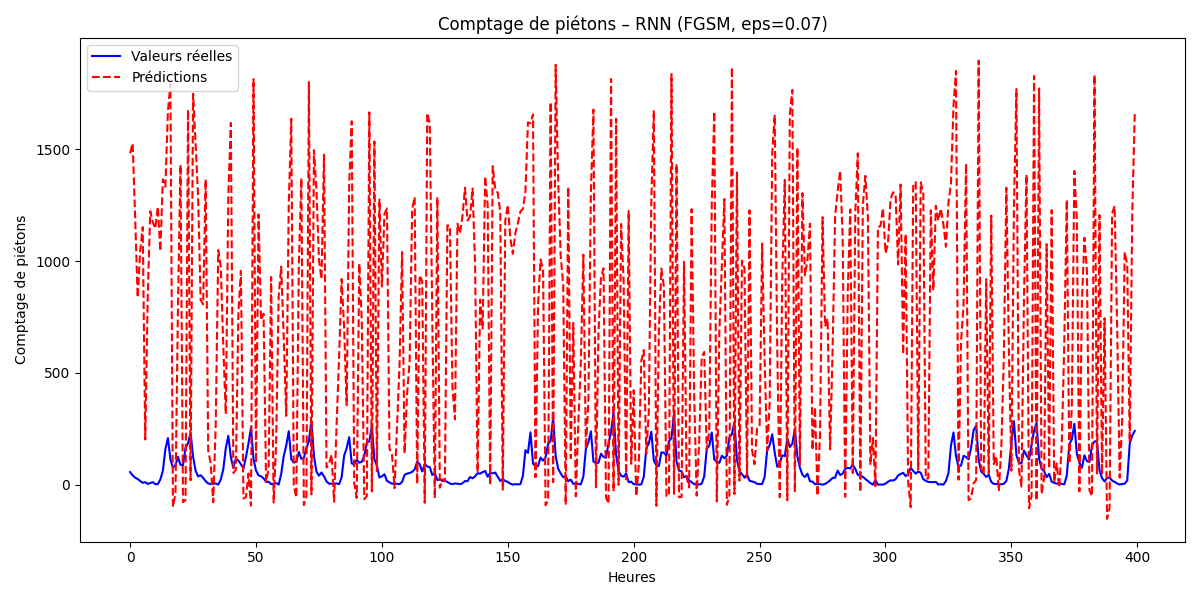 Comptage de piétons – RNN (FGSM, eps=0.07)
Valeurs réelles
Prédictions
Comptage de piétons
1500
1000
500
0
0 50 100 150 200 250 300 350 400
Heures